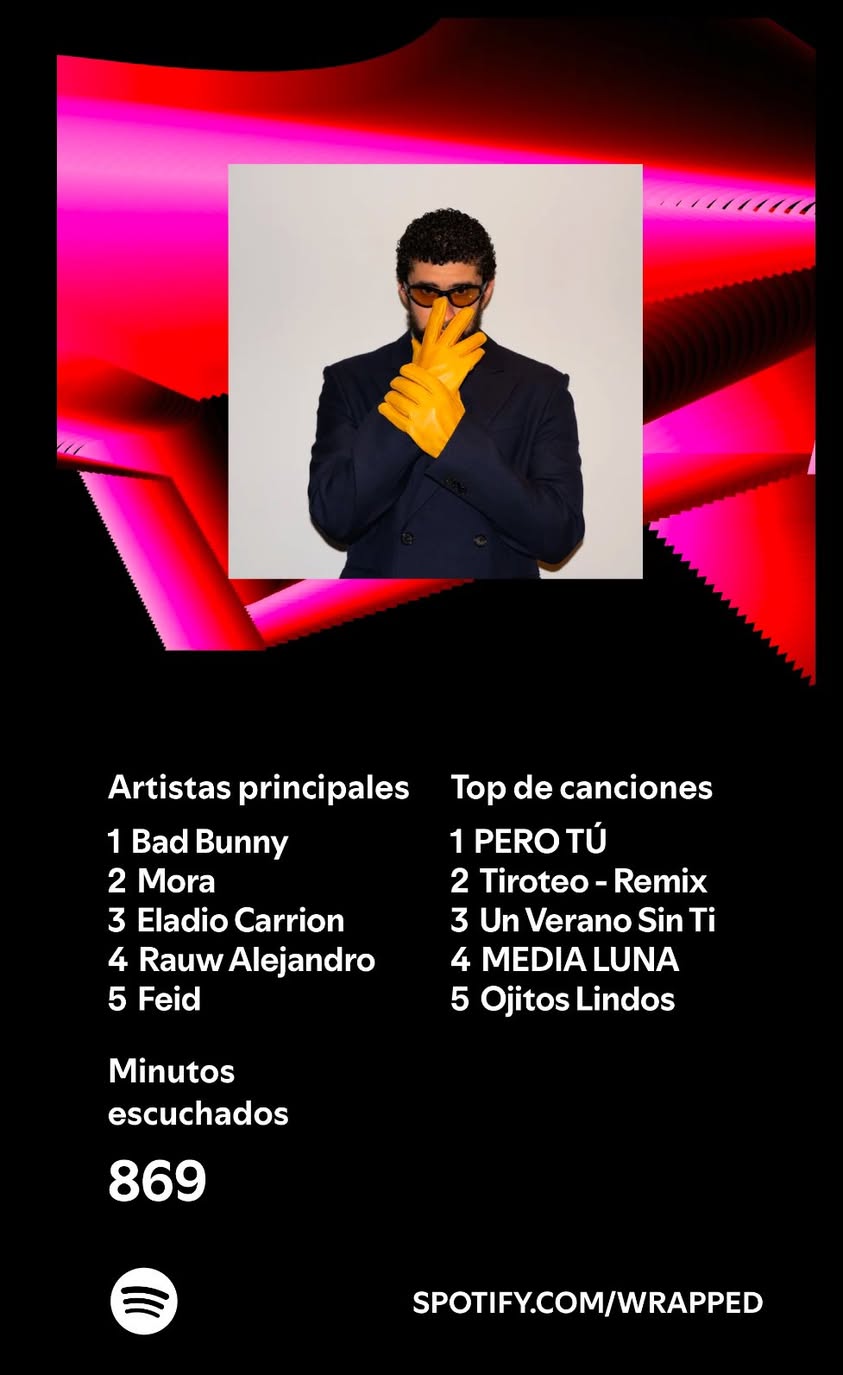 Artistas principales
1 Bad Bunny
2 Mora
3 Eladio Carrion
4 Rauw Alejandro
5 Feid
Top de canciones
1 PERO TÚ
2 Tiroteo - Remix
3 Un Verano Sin Ti
4 MEDIA LUNA
5 Ojitos Lindos
Minutos
escuchados
869
SPOTIFY.COM/WRAPPED